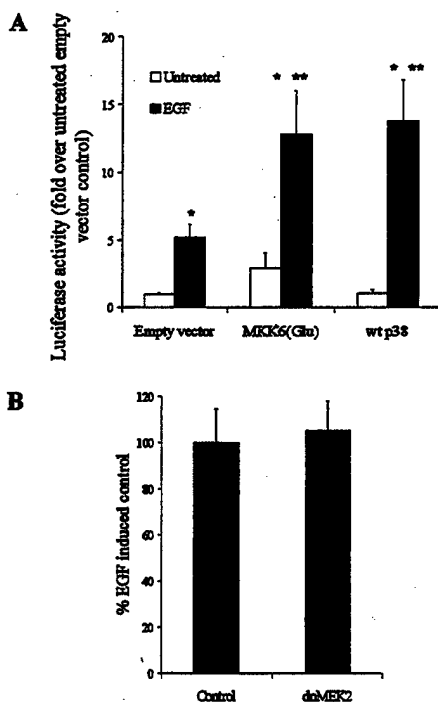 A
Luciferase activity (fold over untreated empty
vector control)
20
15
10
5
0
Untreated
EGF
*
* **
* **
Empty vector
MKK6(Glu)
wt p38
B
% EGF induced control
120
100
80
60
40
20
0
Control
dnMEK2